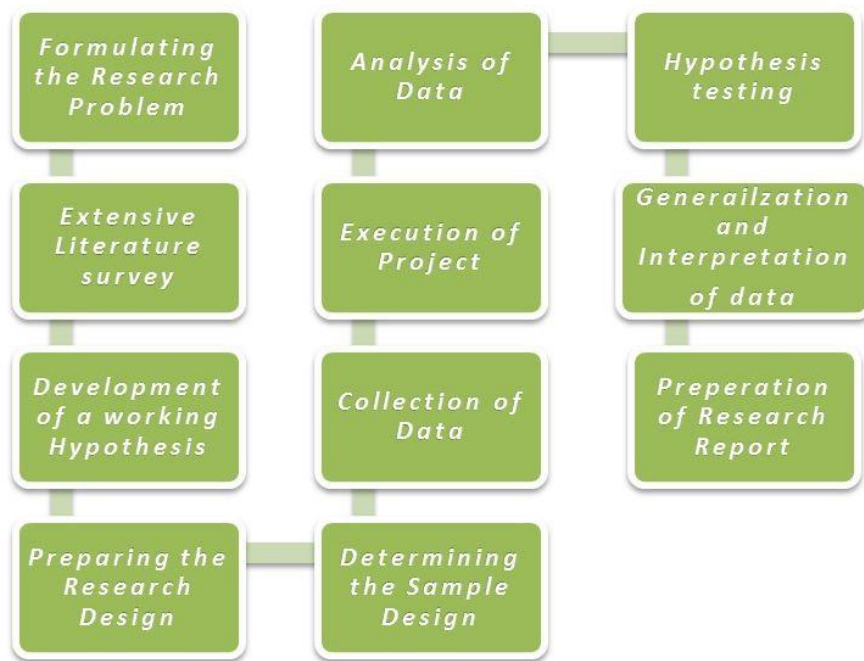 Formulating
the Research
Problem
Extensive
Literature
survey
Development
of a working
Hypothesis
Preparing the
Research
Design
Determining
the Sample
Design
Collection of
Data
Execution of
Project
Analysis of
Data
Hypothesis
testing
Generailzation
and
Interpretation
of data
Preperation
of Research
Report